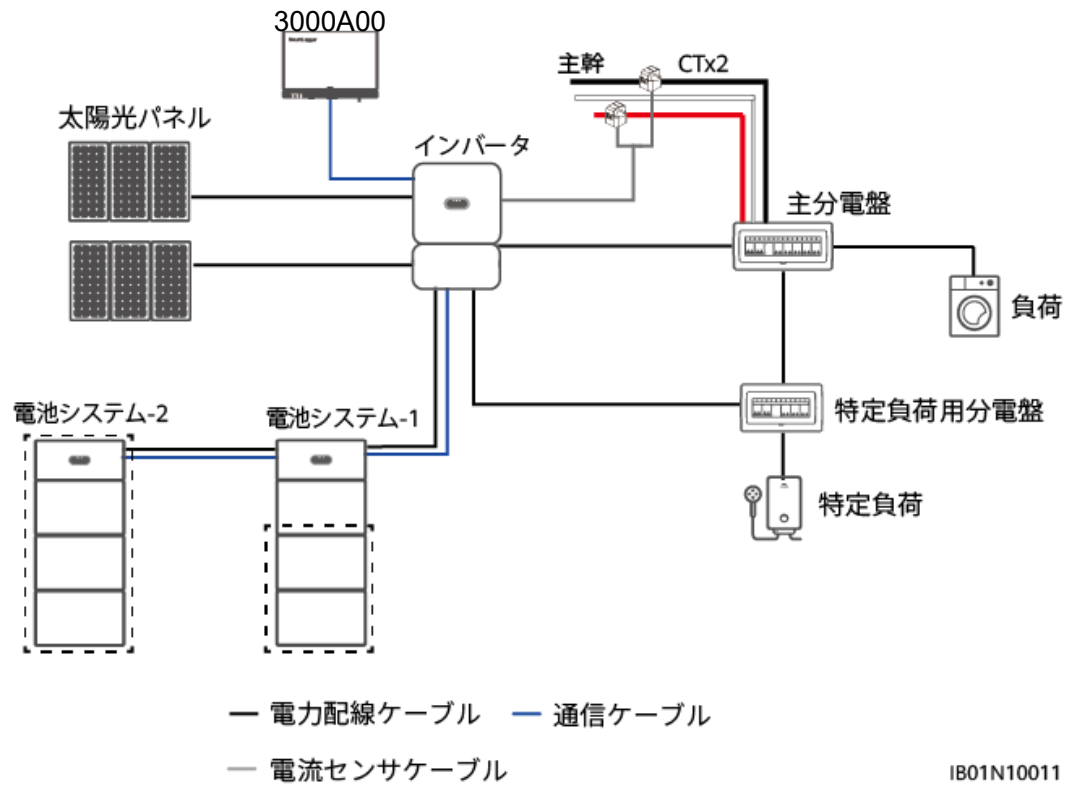 3000A00
主幹
CTx2
太陽光パネル
インバータ
主分電盤
負荷
電池システム-2
電池システム-1
特定負荷用分電盤
特定負荷
電力配線ケーブル
通信ケーブル
電流センサケーブル
IB01N10011